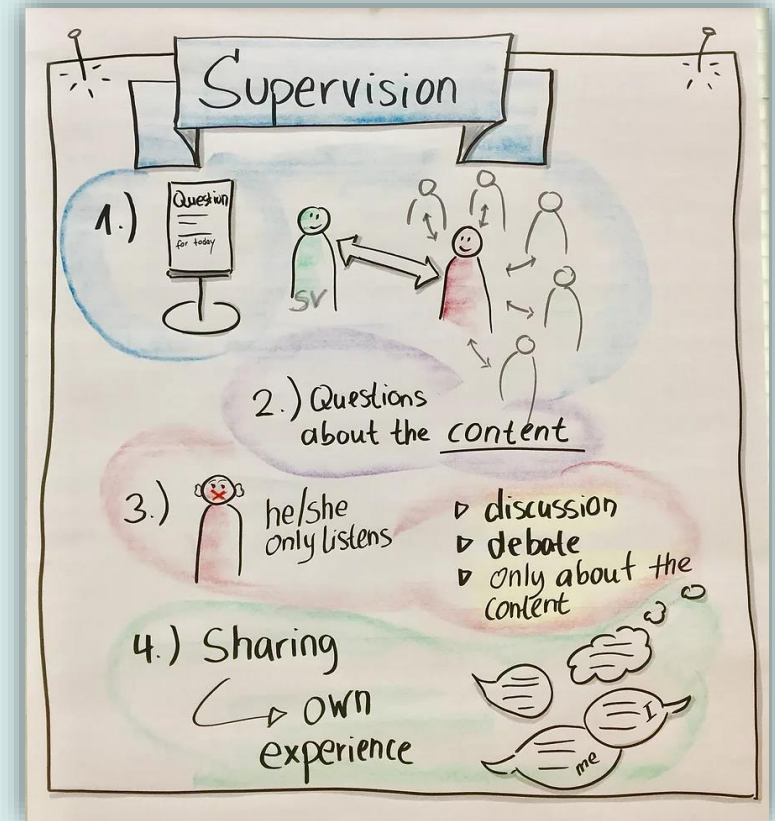 Supervision
1.)
Question
for today
SV
2.) Questions
about the content
3.)
he/she
only listens
▷ discussion
▷ debate
▷ only about the
content
4.) Sharing
▷ own
experience
I
me